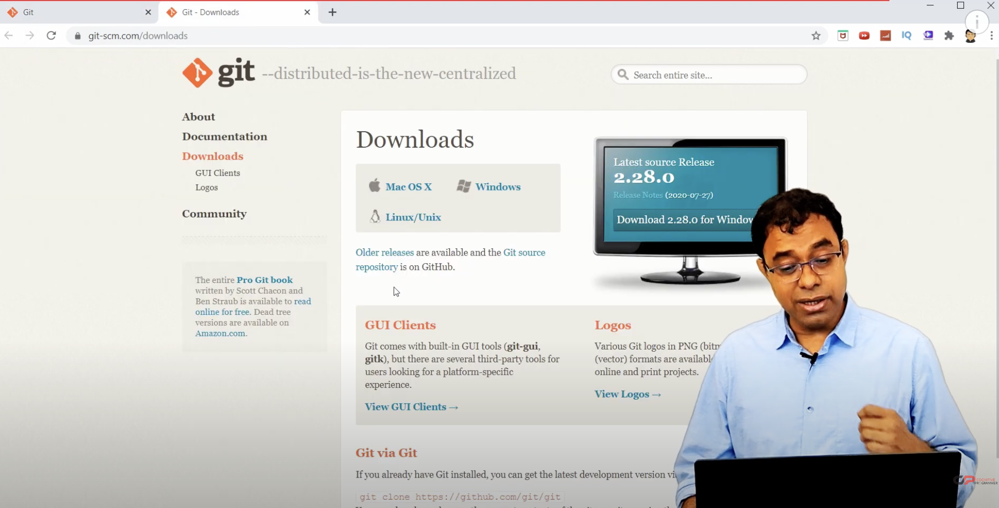 Git
Git - Downloads
git-scm.com/downloads
IQ
git --distributed-is-the-new-centralized
Search entire site...
About
Documentation
Downloads
GUI Clients
Logos
Community
The entire Pro Git book
written by Scott Chacon and
Ben Straub is available to read
online for free. Dead tree
versions are available on
Amazon.com.
Downloads
Mac OS X
Windows
Linux/Unix
Older releases are available and the Git source
repository is on GitHub.
Latest source Release
2.28.0
Release Notes (2020-07-27)
Download 2.28.0 for Window
GUI Clients
Git comes with built-in GUI tools (git-gui,
gitk), but there are several third-party tools for
users looking for a platform-specific
experience.
View GUI Clients →
Logos
Various Git logos in PNG (bitm
(vector) formats are availabl
online and print projects.
View Logos →
Git via Git
If you already have Git installed, you can get the latest development version vi
git clone https://github.com/git/git
COGNITIVE
PROGRAMMER